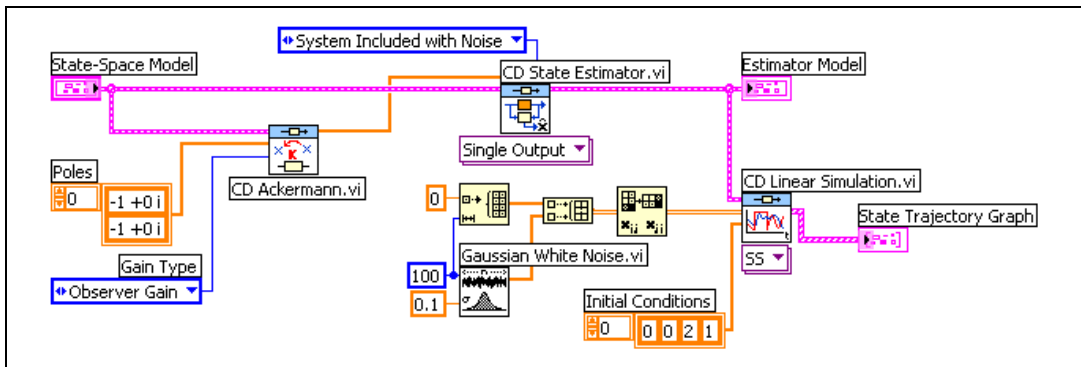 System Included with Noise
State-Space Model
CD State Estimator.vi
Estimator Model
Single Output
Poles
0
-1 +0 i
-1 +0 i
CD Ackermann.vi
CD Linear Simulation.vi
0
State Trajectory Graph
Gain Type
Observer Gain
Gaussian White Noise.vi
100
0.1
SS
Initial Conditions
0
0 0 2 1